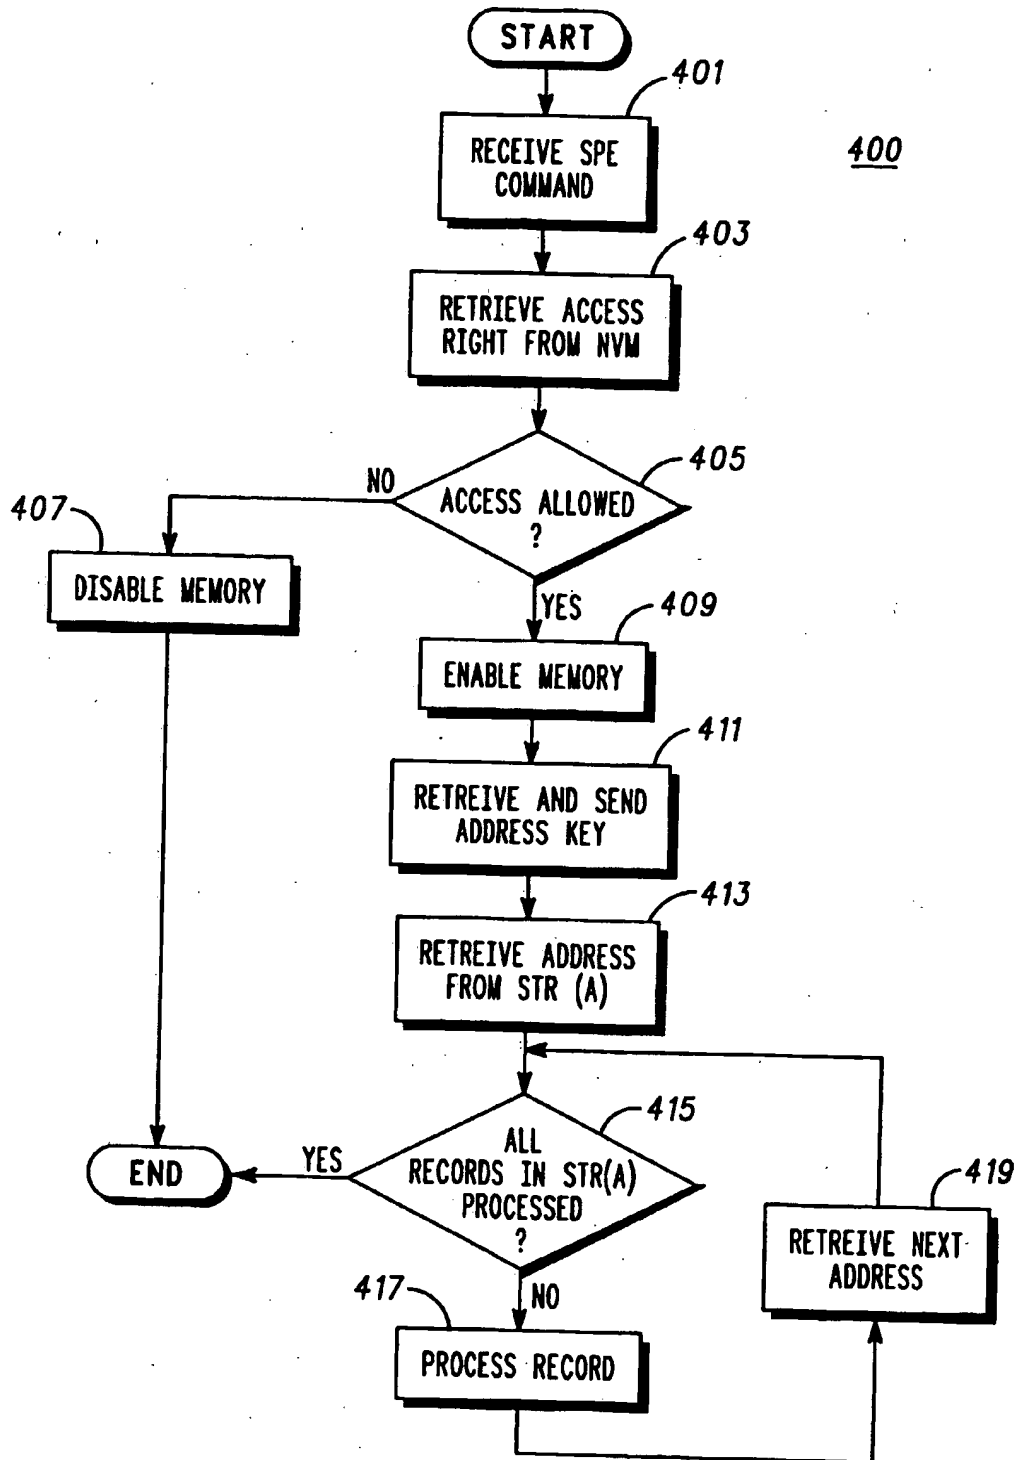 START
401
RECEIVE SPE
COMMAND
400
403
RETRIEVE ACCESS
RIGHT FROM NVM
405
NO
ACCESS ALLOWED
?
407
DISABLE MEMORY
YES
409
ENABLE MEMORY
411
RETREIVE AND SEND
ADDRESS KEY
413
RETREIVE ADDRESS
FROM STR (A)
415
ALL
RECORDS IN STR(A)
PROCESSED
?
YES
END
419
RETREIVE NEXT
ADDRESS
NO
417
PROCESS RECORD